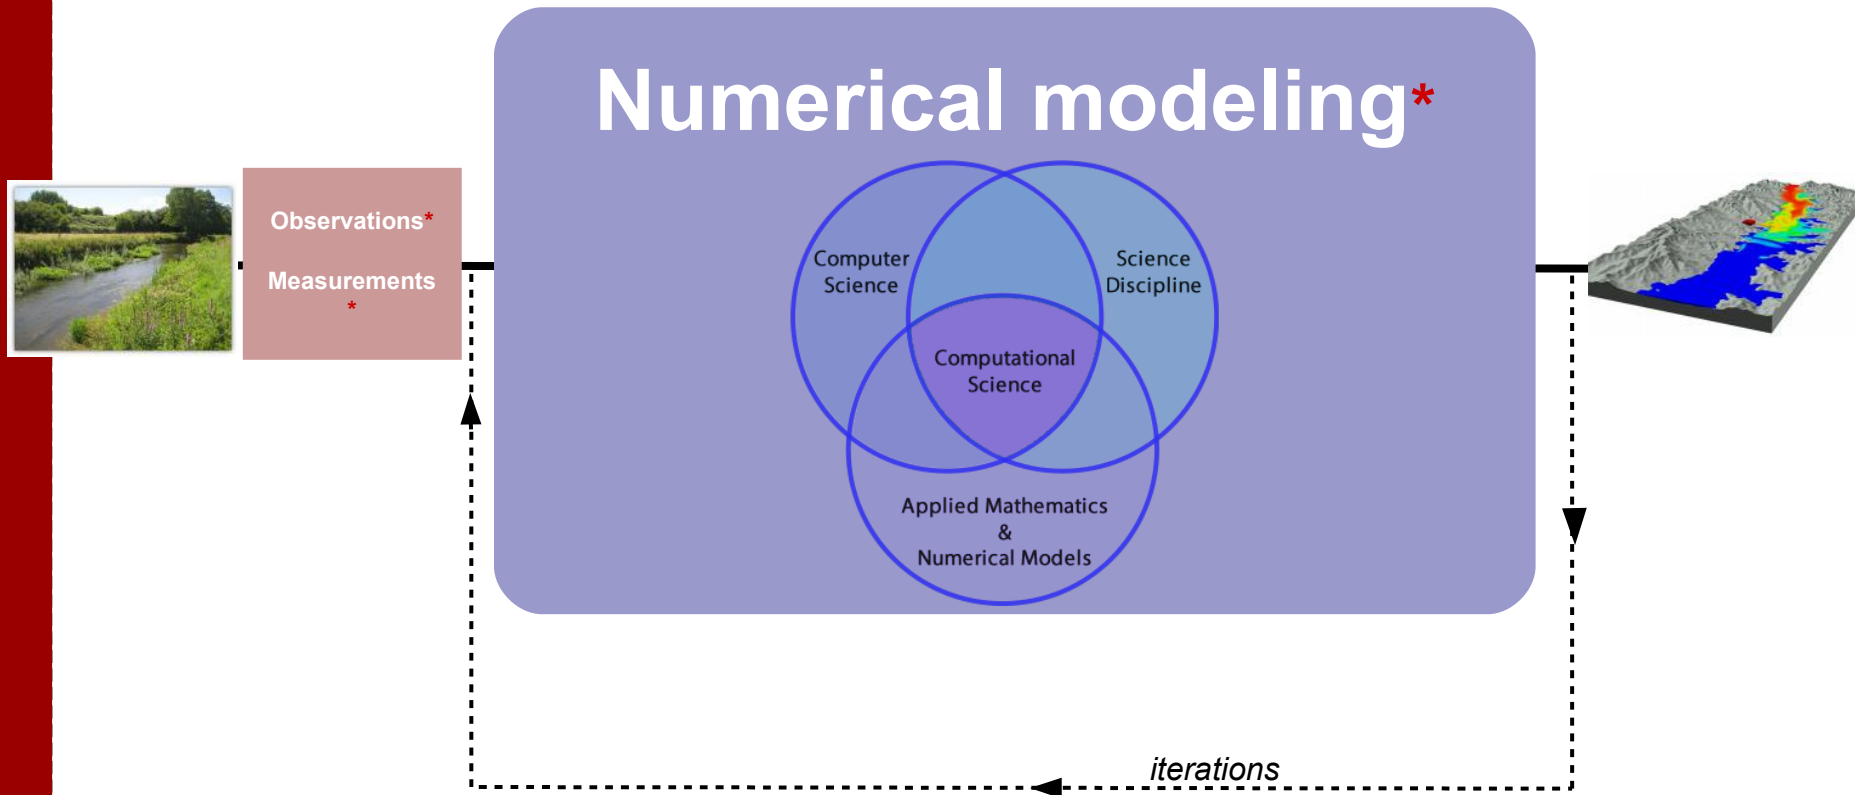 Numerical modeling*
Observations*
Measurements
*
Computer
Science
Science
Discipline
Computational
Science
Applied Mathematics
&
Numerical Models
iterations